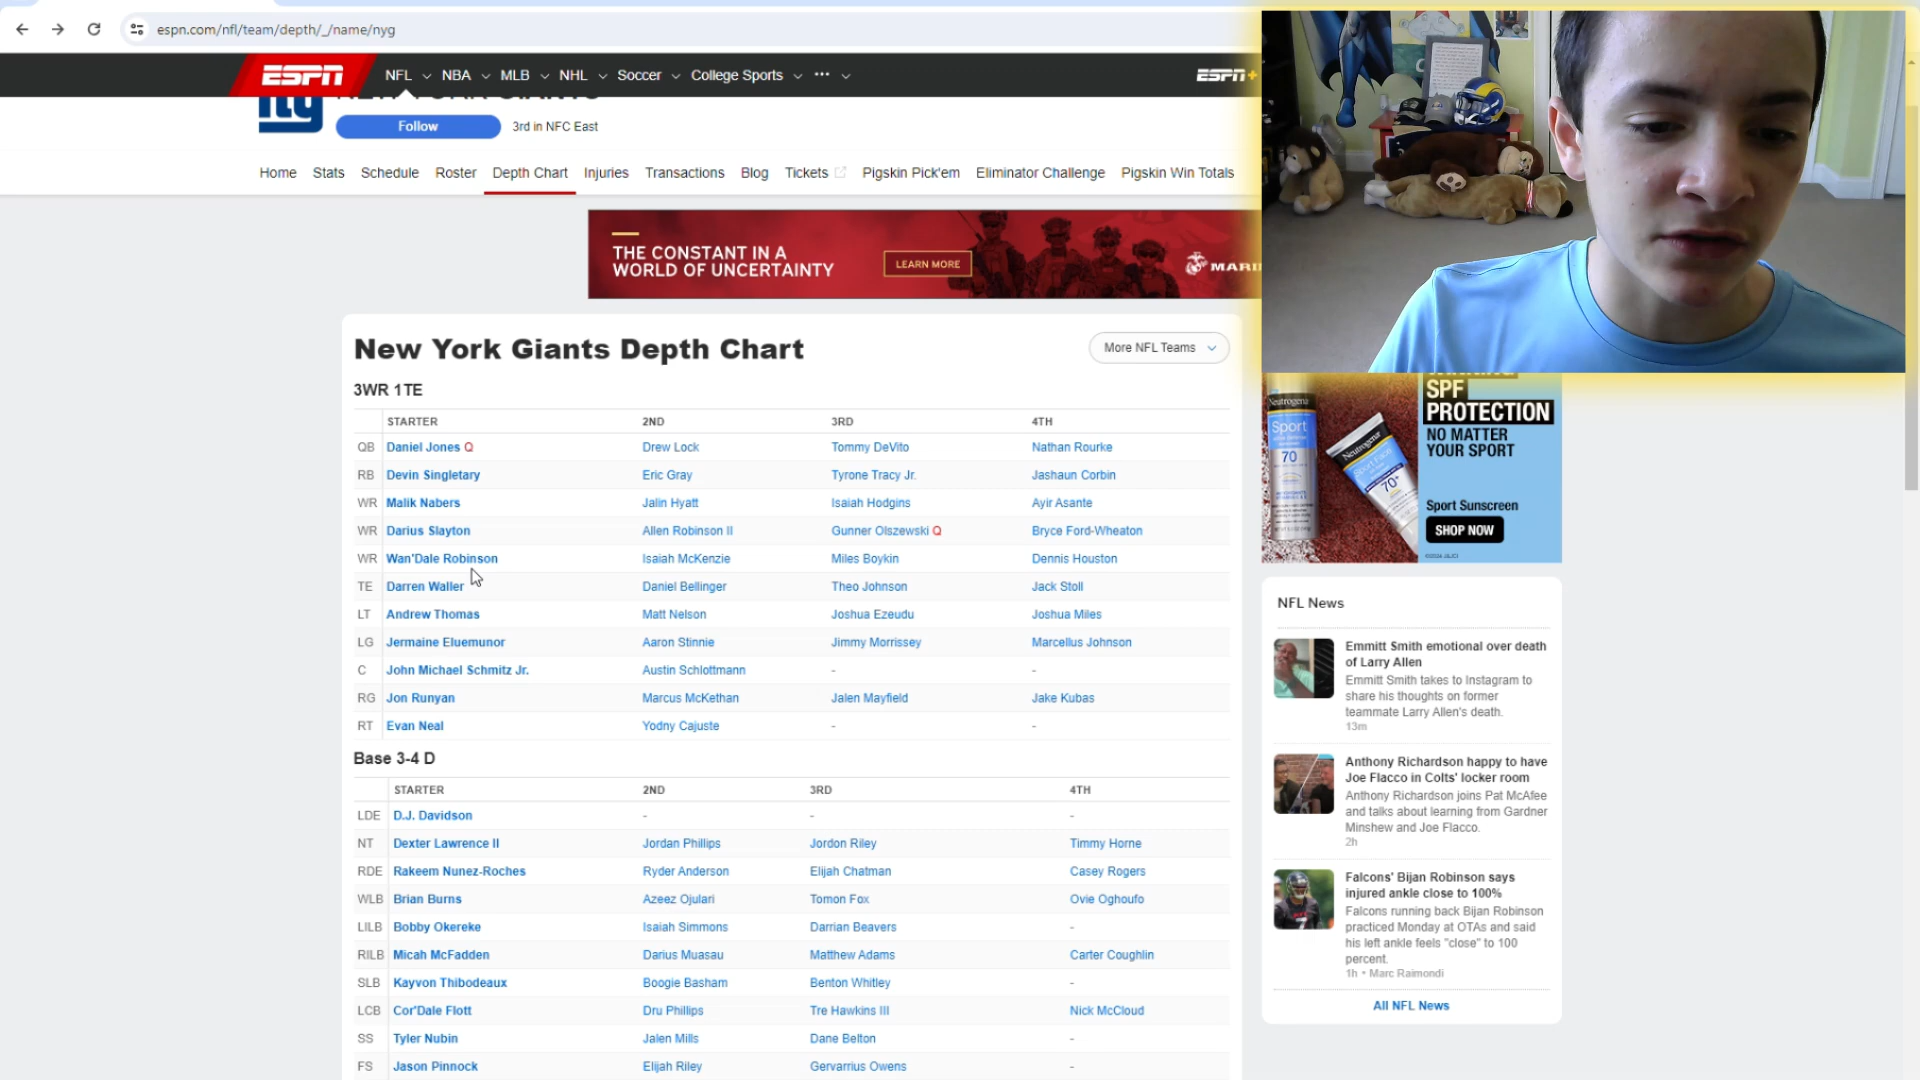 espn.com/nfl/team/depth/_/name/nyg
ESPN NFL NBA MLB NHL Soccer College Sports ••• ESPN+
Follow 3rd in NFC East
Home Stats Schedule Roster Depth Chart Injuries Transactions Blog Tickets Pigskin Pick'em Eliminator Challenge Pigskin Win Totals
THE CONSTANT IN A
WORLD OF UNCERTAINTY
LEARN MORE
New York Giants Depth Chart
More NFL Teams
3WR 1TE
STARTER 2ND 3RD 4TH
QB Daniel Jones Q Drew Lock Tommy DeVito Nathan Rourke
RB Devin Singletary Eric Gray Tyrone Tracy Jr. Jashaun Corbin
WR Malik Nabers Jalin Hyatt Isaiah Hodgins Ayir Asante
WR Darius Slayton Allen Robinson II Gunner Olszewski Q Bryce Ford-Wheaton
WR Wan'Dale Robinson Isaiah McKenzie Miles Boykin Dennis Houston
TE Darren Waller Daniel Bellinger Theo Johnson Jack Stoll
LT Andrew Thomas Matt Nelson Joshua Ezeudu Joshua Miles
LG Jermaine Eluemunor Aaron Stinnie Jimmy Morrissey Marcellus Johnson
C John Michael Schmitz Jr. Austin Schlottmann - -
RG Jon Runyan Marcus McKethan Jalen Mayfield Jake Kubas
RT Evan Neal Yodny Cajuste - -
Base 3-4 D
STARTER 2ND 3RD 4TH
LDE D.J. Davidson - - -
NT Dexter Lawrence II Jordan Phillips Jordon Riley Timmy Horne
RDE Rakeem Nunez-Roches Ryder Anderson Elijah Chatman Casey Rogers
WLB Brian Burns Azeez Ojulari Tomon Fox Ovie Oghoufo
LILB Bobby Okereke Isaiah Simmons Darrian Beavers -
RILB Micah McFadden Darius Muasau Matthew Adams Carter Coughlin
SLB Kayvon Thibodeaux Boogie Basham Benton Whitley -
LCB Cor'Dale Flott Dru Phillips Tre Hawkins III Nick McCloud
SS Tyler Nubin Jalen Mills Dane Belton -
FS Jason Pinnock Elijah Riley Gervarrius Owens -
Neutrogena
Sport
70
Neutrogena
70+
SPF
PROTECTION
NO MATTER
YOUR SPORT
Sport Sunscreen
SHOP NOW
NFL News
Emmitt Smith emotional over death
of Larry Allen
Emmitt Smith takes to Instagram to
share his thoughts on former
teammate Larry Allen's death.
13m
Anthony Richardson happy to have
Joe Flacco in Colts' locker room
Anthony Richardson joins Pat McAfee
and talks about learning from Gardner
Minshew and Joe Flacco.
2h
Falcons' Bijan Robinson says
injured ankle close to 100%
Falcons running back Bijan Robinson
practiced Monday at OTAs and said
his left ankle feels "close" to 100
percent.
1h • Marc Raimondi
All NFL News